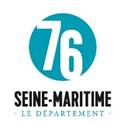 76
SEINE-MARITIME
· LE DÉPARTEMENT ·